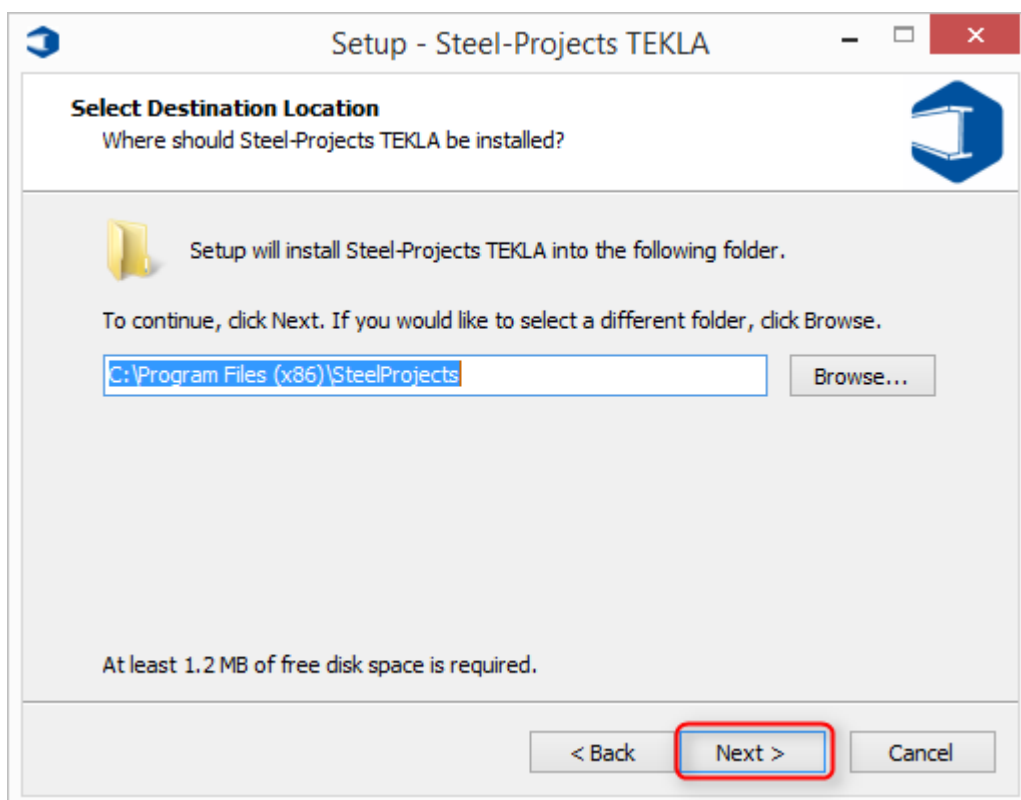 Setup - Steel-Projects TEKLA
Select Destination Location
Where should Steel-Projects TEKLA be installed?
Setup will install Steel-Projects TEKLA into the following folder.
To continue, click Next. If you would like to select a different folder, click Browse.
C:\Program Files (x86)\SteelProjects
Browse...
At least 1.2 MB of free disk space is required.
< Back
Next >
Cancel